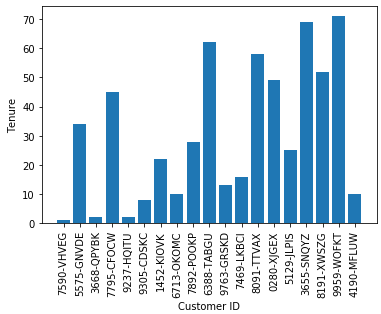 70
60
50
40
30
20
10
0
Tenure
7590-VHVEG
5575-GNVDE
3668-QPYBK
7795-CFOCW
9237-HQITU
9305-CDSKC
1452-KIOVK
6713-OKOMC
7892-POOKP
6388-TABGU
9763-GRSKD
7469-LKBCI
8091-TTVAX
0280-XJGEX
5129-JLPIS
3655-SNQYZ
8191-XWSZG
9959-WOFKT
4190-MFLUW
Customer ID